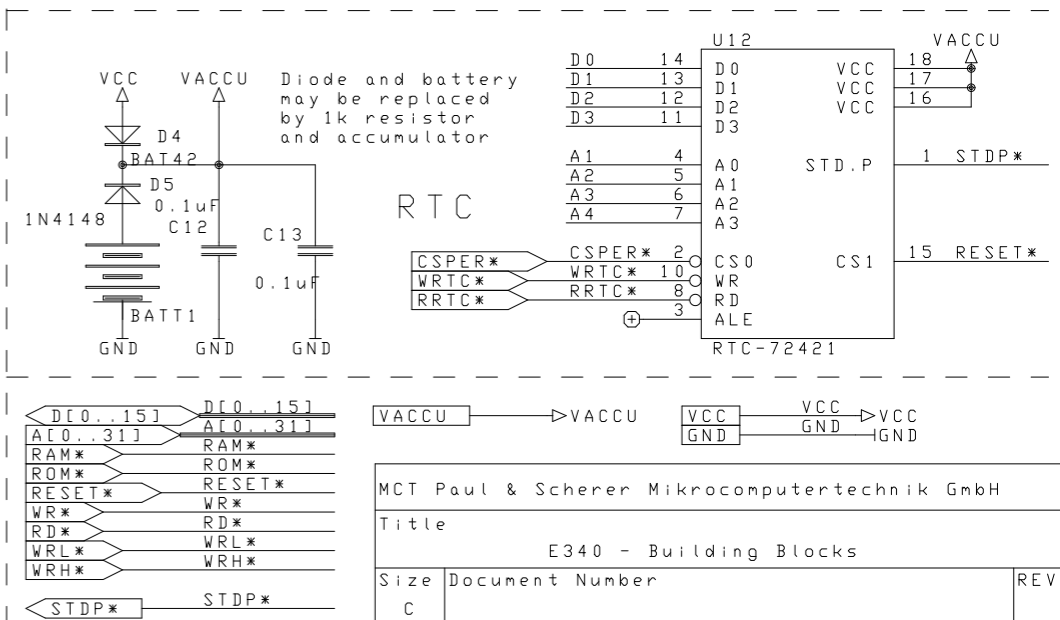 VCC
VACCU
Diode and battery
may be replaced
by 1k resistor
and accumulator
D4
BAT42
D5
1N4148
0.1uF
C12
C13
0.1uF
BATT1
GND
GND
GND
RTC
U12
VACCU
D0 14 D0
D1 13 D1
D2 12 D2
D3 11 D3
A1 4 A0
A2 5 A1
A3 6 A2
A4 7 A3
CSPER* CSPER* 2 CS0
WRTC* WRTC* 10 WR
RRTC* RRTC* 8 RD
3 ALE
VCC 18
VCC 17
VCC 16
STD.P 1 STDP*
CS1 15 RESET*
RTC-72421
D[0..15] D[0..15]
A[0..31] A[0..31]
RAM* RAM*
ROM* ROM*
RESET* RESET*
WR* WR*
RD* RD*
WRL* WRL*
WRH* WRH*
STDP* STDP*
VACCU VACCU
VCC VCC VCC
GND GND GND
MCT Paul & Scherer Mikrocomputertechnik GmbH
Title
E340 - Building Blocks
Size Document Number REV
C